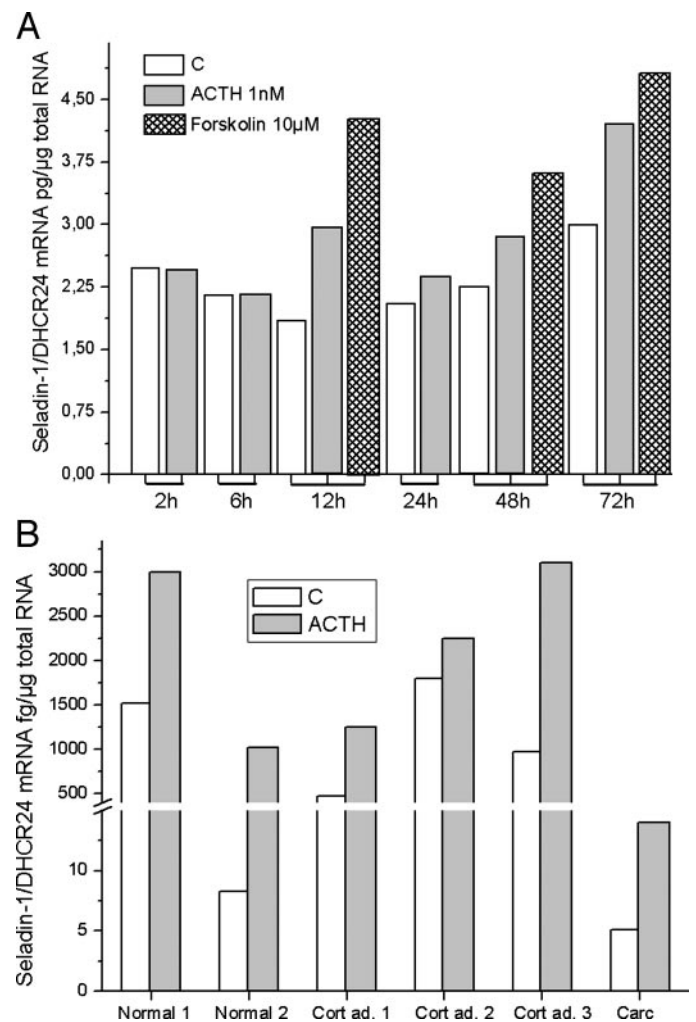 A
C
ACTH 1nM
Forskolin 10µM
Seladin-1/DHCR24 mRNA pg/µg total RNA
4,50
3,75
3,00
2,25
1,50
0,75
0,00
2h 6h 12h 24h 48h 72h
B
C
ACTH
Seladin-1/DHCR24 mRNA fg/µg total RNA
3000
2500
2000
1500
1000
500
10
5
0
Normal 1 Normal 2 Cort ad. 1 Cort ad. 2 Cort ad. 3 Carc